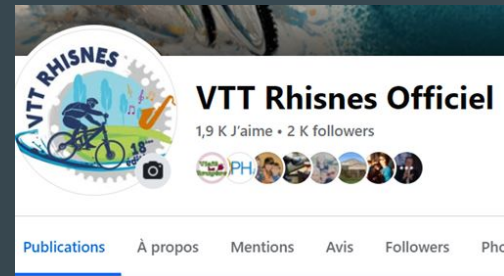 VTT RHISNES
18
VTT Rhisnes Officiel
1,9 K J'aime • 2 K followers
PH
Publications À propos Mentions Avis Followers Pho